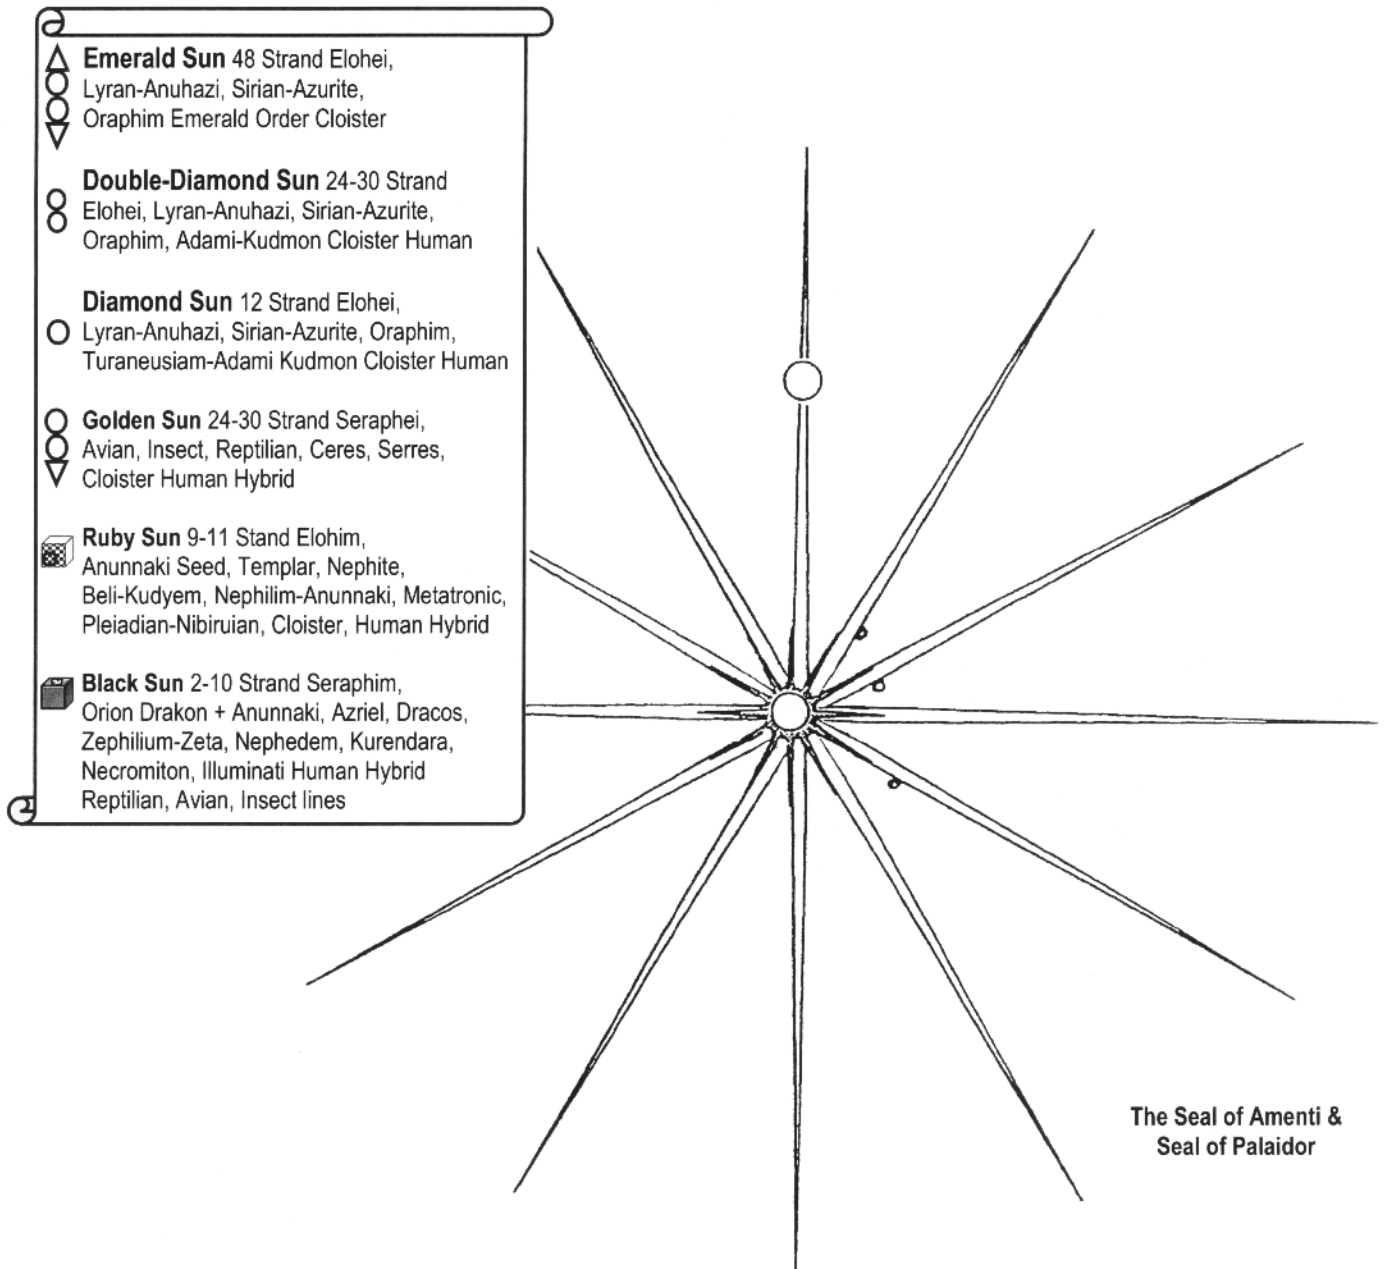 Emerald Sun 48 Strand Elohei,
Lyran-Anuhazi, Sirian-Azurite,
Oraphim Emerald Order Cloister
Double-Diamond Sun 24-30 Strand
Elohei, Lyran-Anuhazi, Sirian-Azurite,
Oraphim, Adami-Kudmon Cloister Human
Diamond Sun 12 Strand Elohei,
Lyran-Anuhazi, Sirian-Azurite, Oraphim,
Turaneusiam-Adami Kudmon Cloister Human
Golden Sun 24-30 Strand Seraphei,
Avian, Insect, Reptilian, Ceres, Serres,
Cloister Human Hybrid
Ruby Sun 9-11 Stand Elohim,
Anunnaki Seed, Templar, Nephite,
Beli-Kudyem, Nephilim-Anunnaki, Metatronic,
Pleiadian-Nibiruian, Cloister, Human Hybrid
Black Sun 2-10 Strand Seraphim,
Orion Drakon + Anunnaki, Azriel, Dracos,
Zephilium-Zeta, Nephedem, Kurendara,
Necromiton, Illuminati Human Hybrid
Reptilian, Avian, Insect lines
The Seal of Amenti &
Seal of Palaidor